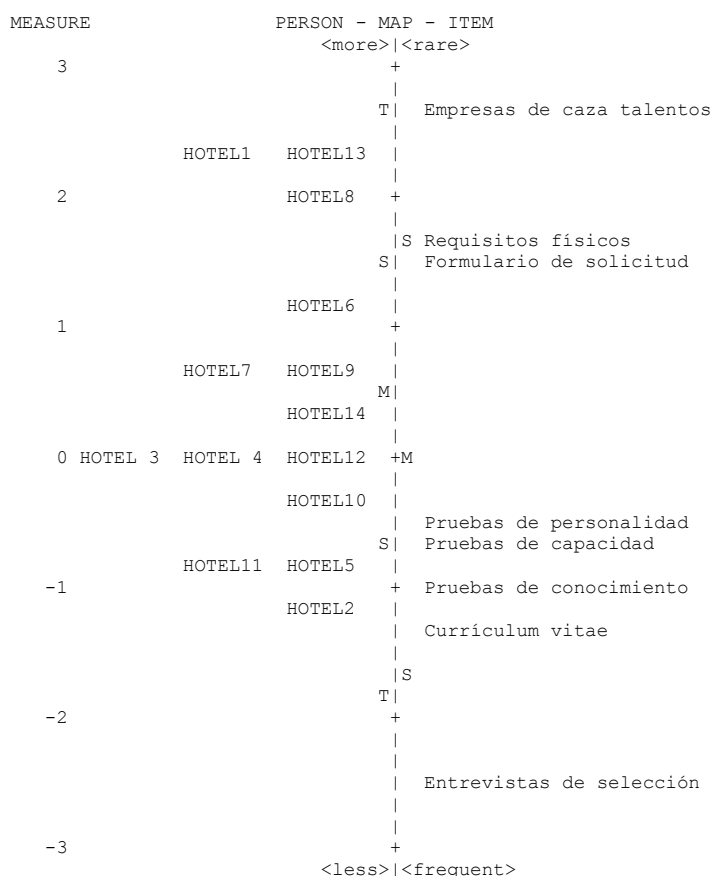 MEASURE PERSON - MAP - ITEM
<more>|<rare>
3 +
|
T| Empresas de caza talentos
|
HOTEL1 HOTEL13 |
|
2 HOTEL8 +
|
|S Requisitos físicos
S| Formulario de solicitud
|
HOTEL6 |
1 +
|
HOTEL7 HOTEL9 |
M|
HOTEL14 |
|
0 HOTEL 3 HOTEL 4 HOTEL12 +M
|
HOTEL10 |
| Pruebas de personalidad
S| Pruebas de capacidad
HOTEL11 HOTEL5 |
-1 + Pruebas de conocimiento
HOTEL2 |
| Currículum vitae
|
|S
T|
-2 +
|
|
| Entrevistas de selección
|
|
-3 +
<less>|<frequent>